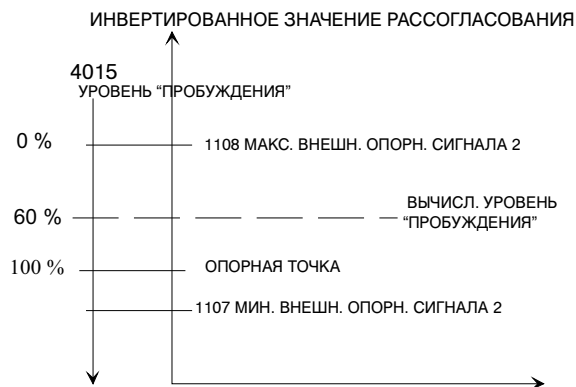 ИНВЕРТИРОВАННОЕ ЗНАЧЕНИЕ РАССОГЛАСОВАНИЯ
4015
УРОВЕНЬ “ПРОБУЖДЕНИЯ”
0 %
1108 МАКС. ВНЕШН. ОПОРН. СИГНАЛА 2
ВЫЧИСЛ. УРОВЕНЬ
“ПРОБУЖДЕНИЯ”
60 %
100 %
ОПОРНАЯ ТОЧКА
1107 МИН. ВНЕШН. ОПОРН. СИГНАЛА 2